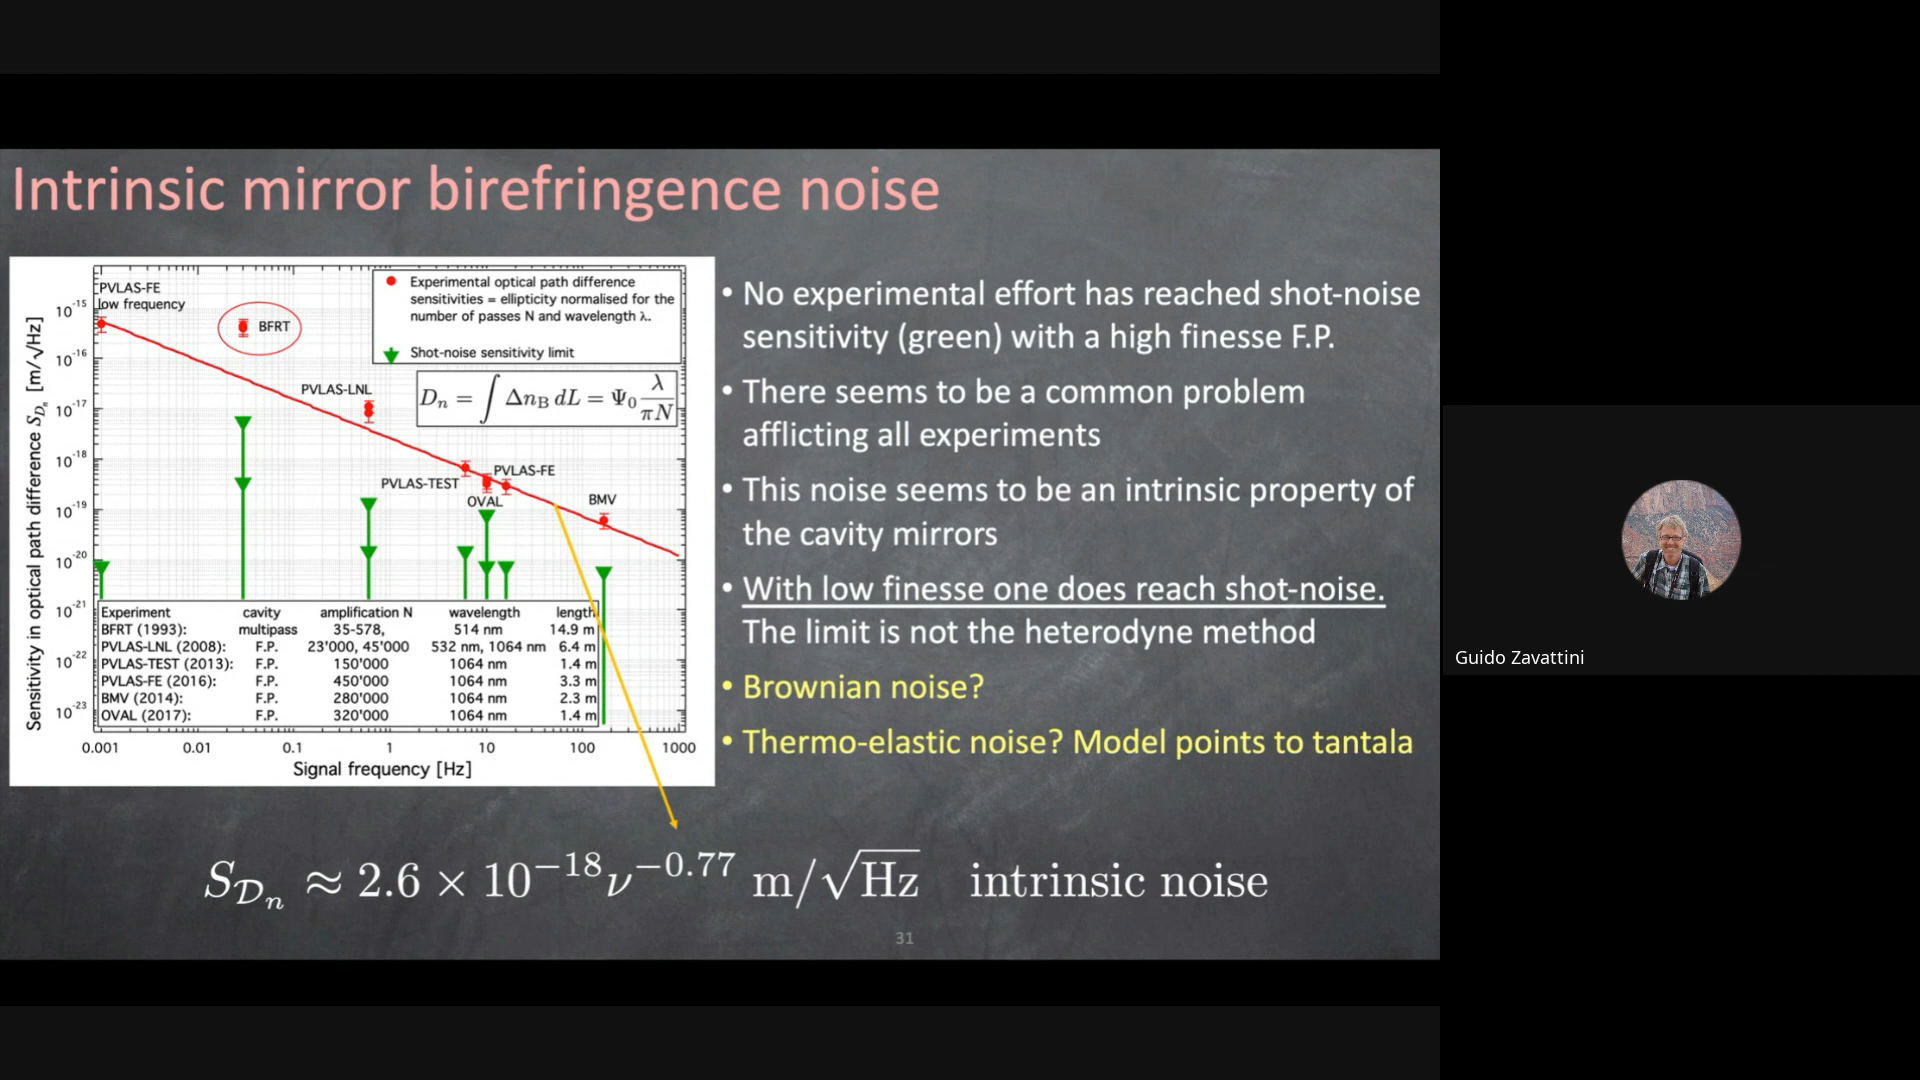 Intrinsic mirror birefringence noise
PVLAS-FE
low frequency
BFRT
PVLAS-LNL
PVLAS-TEST
PVLAS-FE
OVAL
BMV
Experimental optical path difference
sensitivities = ellipticity normalised for the
number of passes N and wavelength λ.
Shot-noise sensitivity limit
D_n = ∫ Δn_B dL = Ψ_0 λ/πN
Sensitivity in optical path difference S_{D_n} [m/√Hz]
10^-15
10^-16
10^-17
10^-18
10^-19
10^-20
10^-21
10^-22
10^-23
Experiment cavity amplification N wavelength length
BFRT (1993): multipass 35-578, 514 nm 14.9 m
PVLAS-LNL (2008): F.P. 23'000, 45'000 532 nm, 1064 nm 6.4 m
PVLAS-TEST (2013): F.P. 150'000 1064 nm 1.4 m
PVLAS-FE (2016): F.P. 450'000 1064 nm 3.3 m
BMV (2014): F.P. 280'000 1064 nm 2.3 m
OVAL (2017): F.P. 320'000 1064 nm 1.4 m
0.001 0.01 0.1 1 10 100 1000
Signal frequency [Hz]
• No experimental effort has reached shot-noise
sensitivity (green) with a high finesse F.P.
• There seems to be a common problem
afflicting all experiments
• This noise seems to be an intrinsic property of
the cavity mirrors
• With low finesse one does reach shot-noise.
The limit is not the heterodyne method
• Brownian noise?
• Thermo-elastic noise? Model points to tantala
S_{D_n} ≈ 2.6 × 10^{−18} ν^{−0.77} m/√Hz intrinsic noise
31
Guido Zavattini